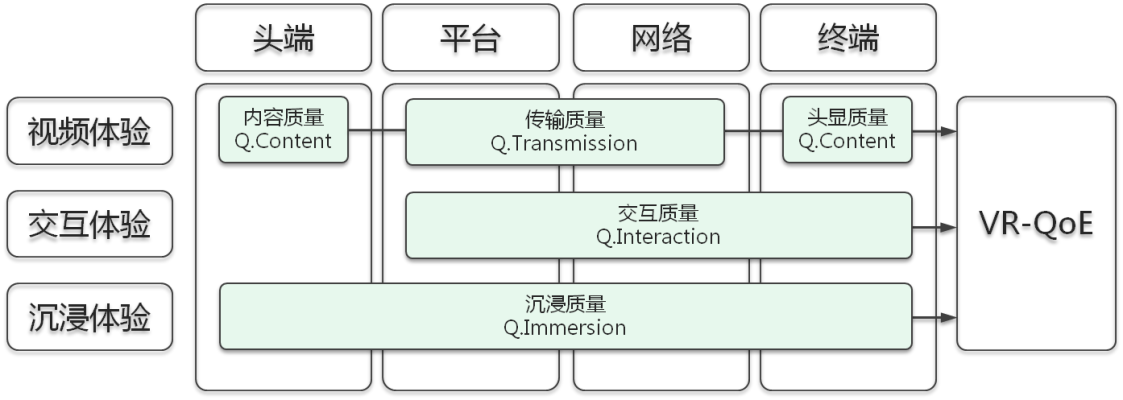 头端
平台
网络
终端
视频体验
内容质量
Q.Content
传输质量
Q.Transmission
头显质量
Q.Content
交互体验
交互质量
Q.Interaction
VR-QoE
沉浸体验
沉浸质量
Q.Immersion